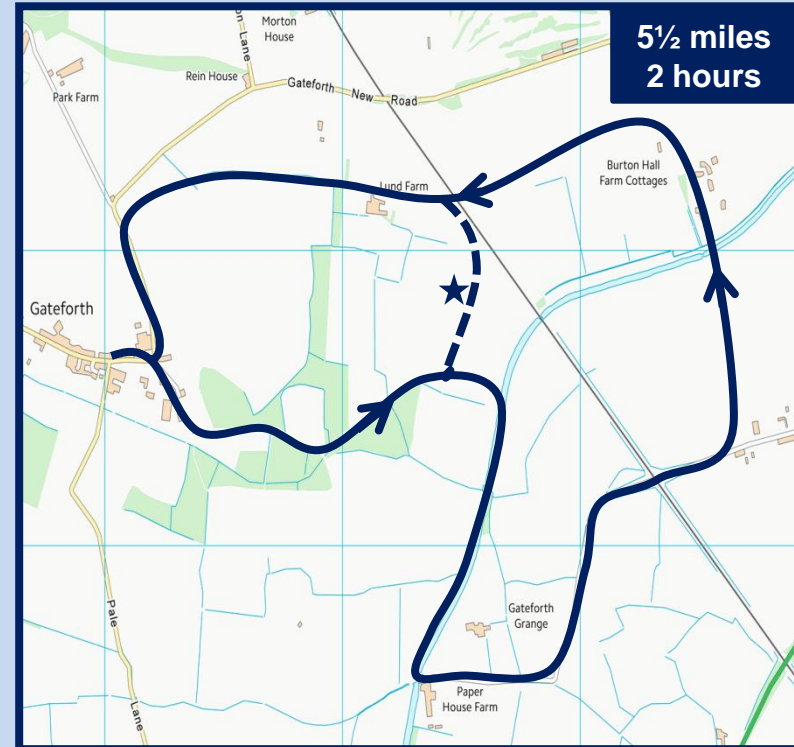 5½ miles
2 hours
Morton
House
on Lane
Rein House
Gateforth New Road
Park Farm
Lund Farm
Burton Hall
Farm Cottages
Gateforth
Gateforth
Grange
Pale Lane
Paper
House Farm